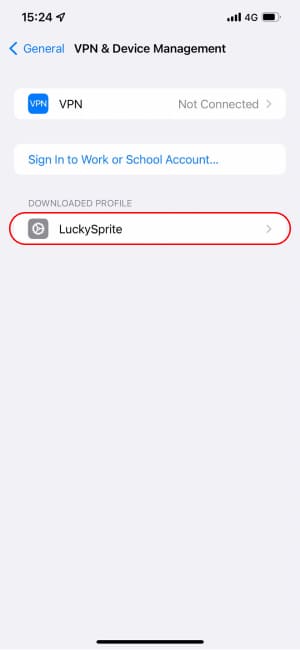 15:24 4G
General VPN & Device Management
VPN VPN Not Connected
Sign In to Work or School Account...
DOWNLOADED PROFILE
LuckySprite